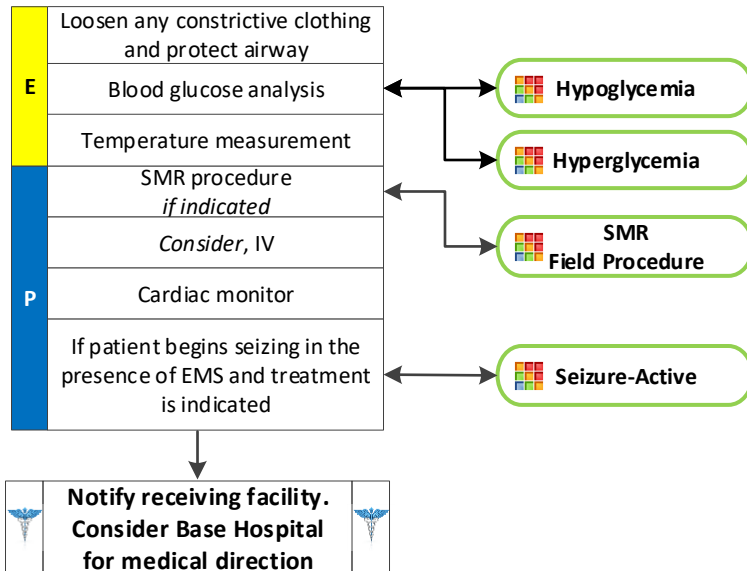 Loosen any constrictive clothing
and protect airway
E
Blood glucose analysis
Hypoglycemia
Temperature measurement
Hyperglycemia
SMR procedure
if indicated
SMR
Field Procedure
Consider, IV
P
Cardiac monitor
If patient begins seizing in the
presence of EMS and treatment
is indicated
Seizure-Active
Notify receiving facility.
Consider Base Hospital
for medical direction